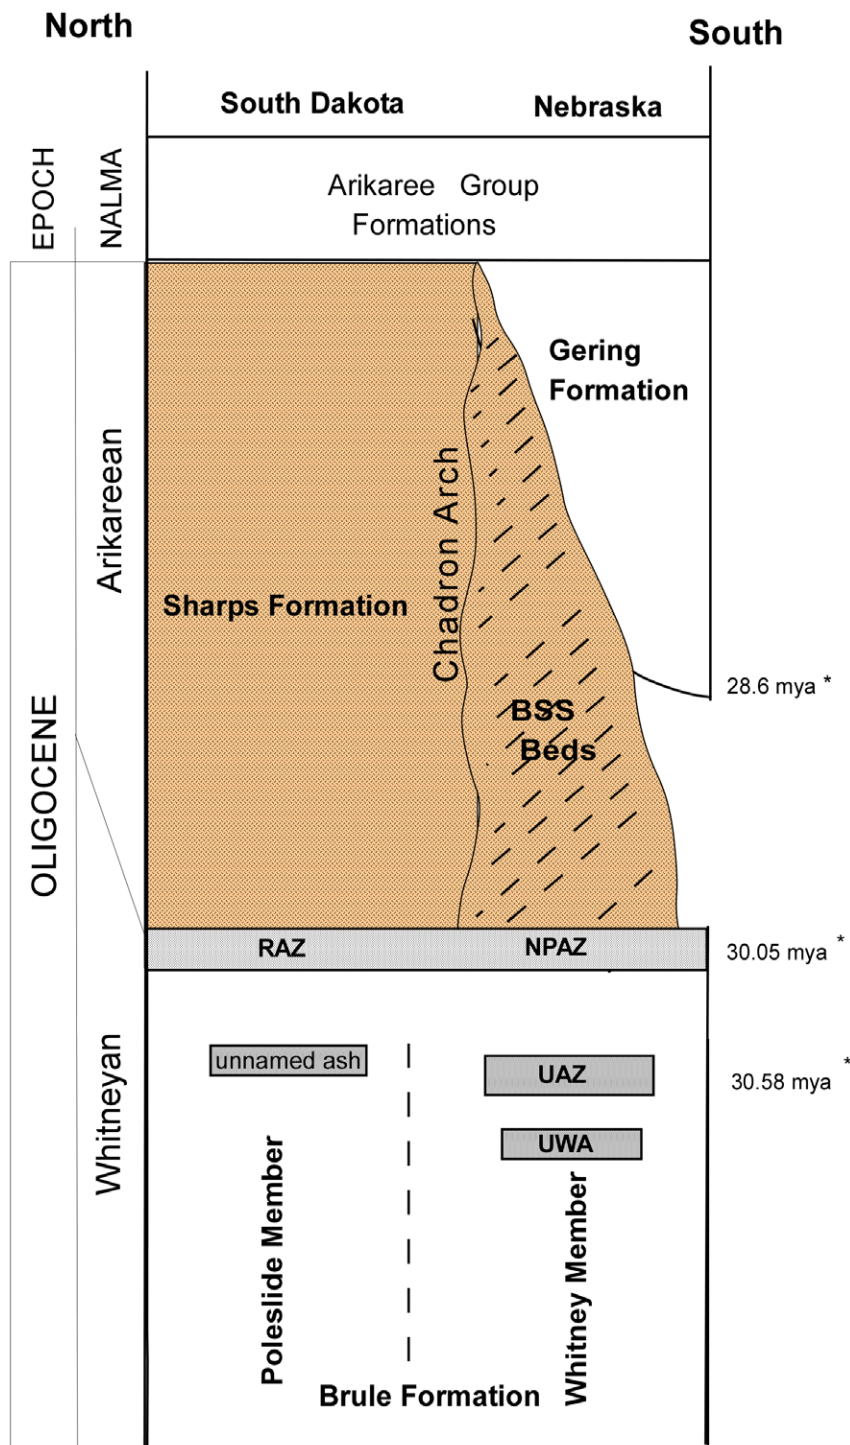 North
South
South Dakota
Nebraska
EPOCH
NALMA
Arikaree Group
Formations
Gering
Formation
Arikareean
Chadron Arch
Sharps Formation
28.6 mya *
BSS
Beds
OLIGOCENE
RAZ
NPAZ
30.05 mya *
Whitneyan
unnamed ash
UAZ
30.58 mya *
UWA
Poleslide Member
Whitney Member
Brule Formation